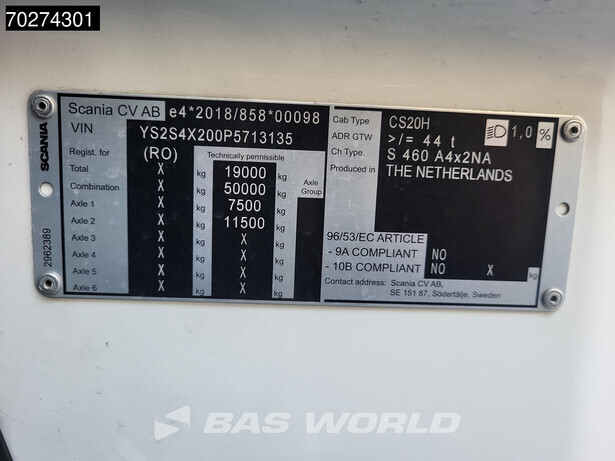 70274301
SCANIA
2962389
Scania CV AB e4*2018/858*00098
VIN YS2S4X200P5713135
Regist. for (RO) Technically permissible
Total X kg 19000 kg Axle Group
Combination X kg 50000 kg
Axle 1 X kg 7500 kg
Axle 2 X kg 11500 kg
Axle 3 X kg X kg
Axle 4 X kg X kg
Axle 5 X kg X kg
Axle 6 X kg X kg
Cab Type CS20H 1,0 %
ADR GTW >/= 44 t
Ch Type. S 460 A4x2NA
Produced in THE NETHERLANDS
96/53/EC ARTICLE
- 9A COMPLIANT NO
- 10B COMPLIANT NO X kg
Contact address: Scania CV AB,
SE 151 87, Södertälje, Sweden
BAS WORLD